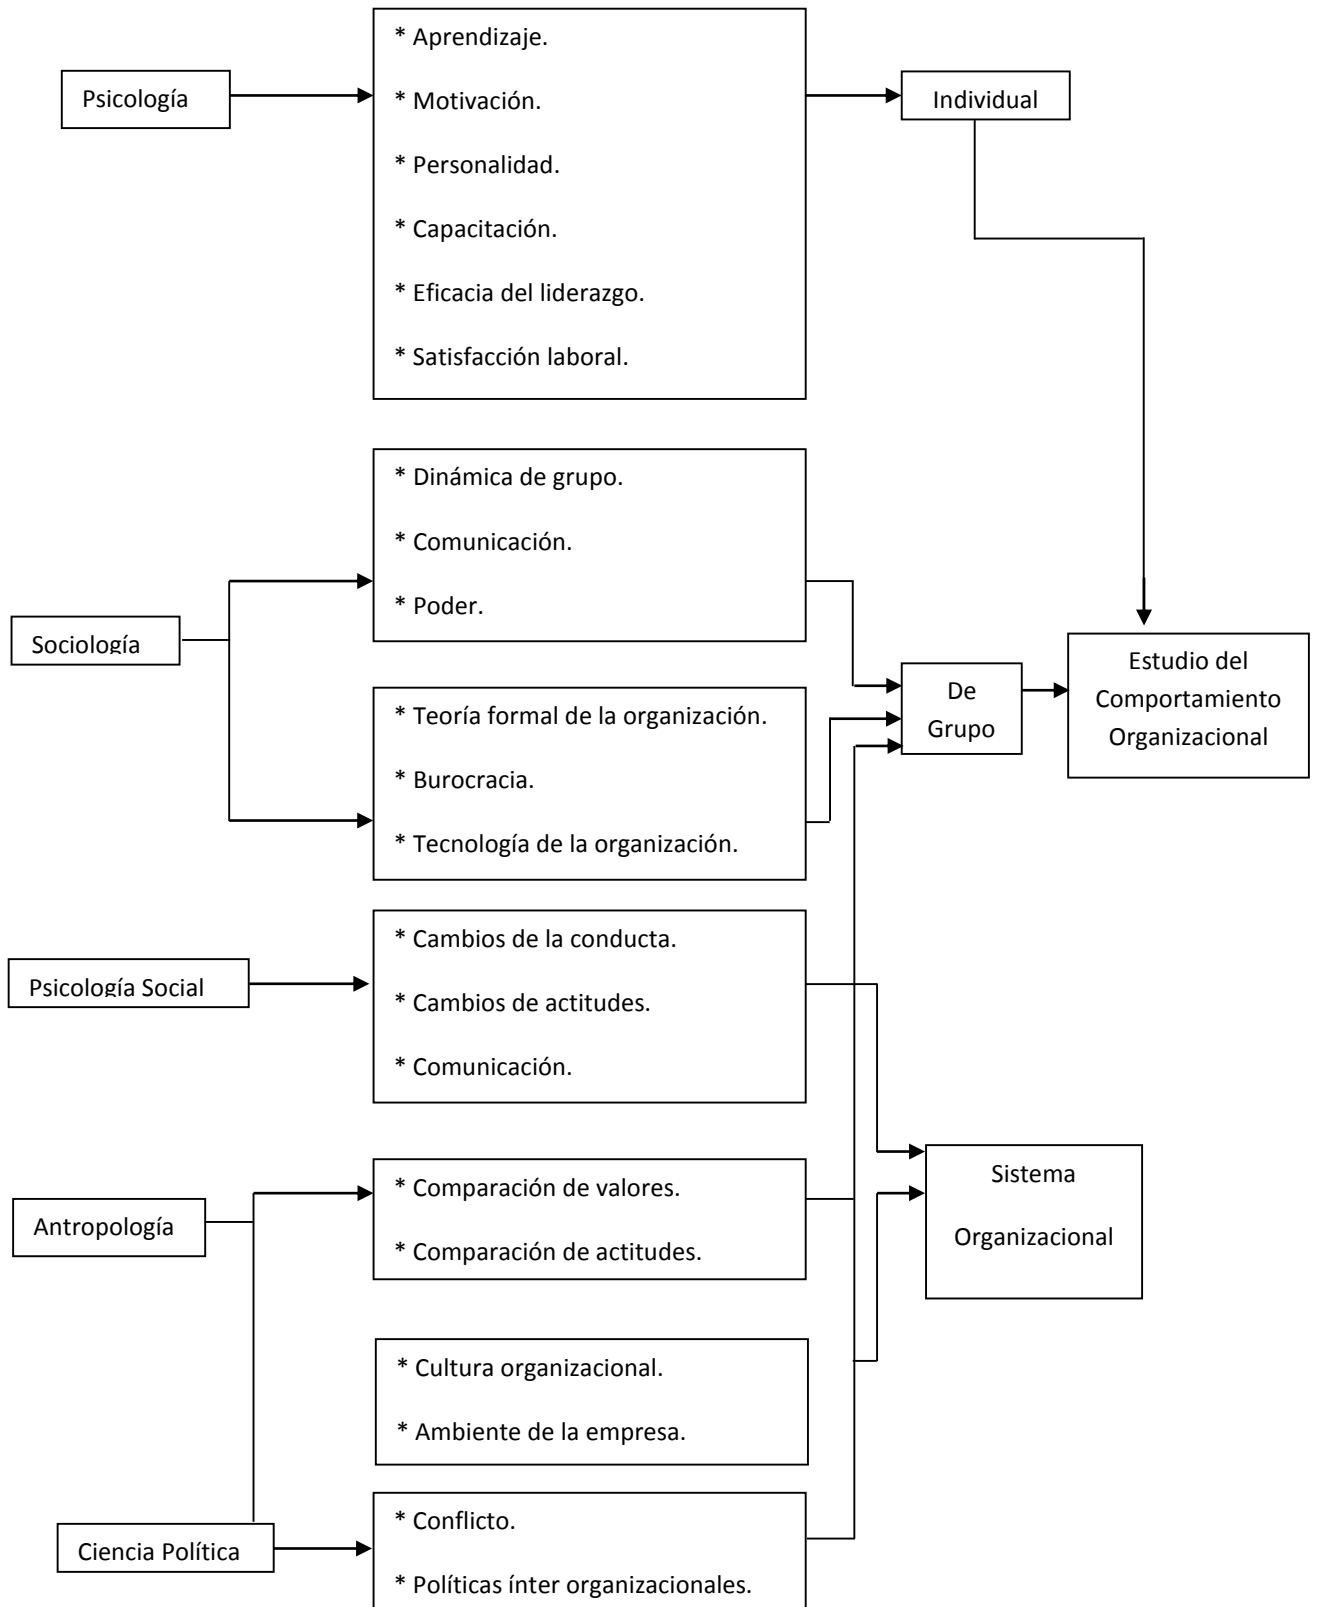 Psicología
* Aprendizaje.
* Motivación.
* Personalidad.
* Capacitación.
* Eficacia del liderazgo.
* Satisfacción laboral.
Individual
Sociología
* Dinámica de grupo.
* Comunicación.
* Poder.
* Teoría formal de la organización.
* Burocracia.
* Tecnología de la organización.
De
Grupo
Estudio del
Comportamiento
Organizacional
Psicología Social
* Cambios de la conducta.
* Cambios de actitudes.
* Comunicación.
Antropología
* Comparación de valores.
* Comparación de actitudes.
* Cultura organizacional.
* Ambiente de la empresa.
Sistema
Organizacional
Ciencia Política
* Conflicto.
* Políticas ínter organizacionales.